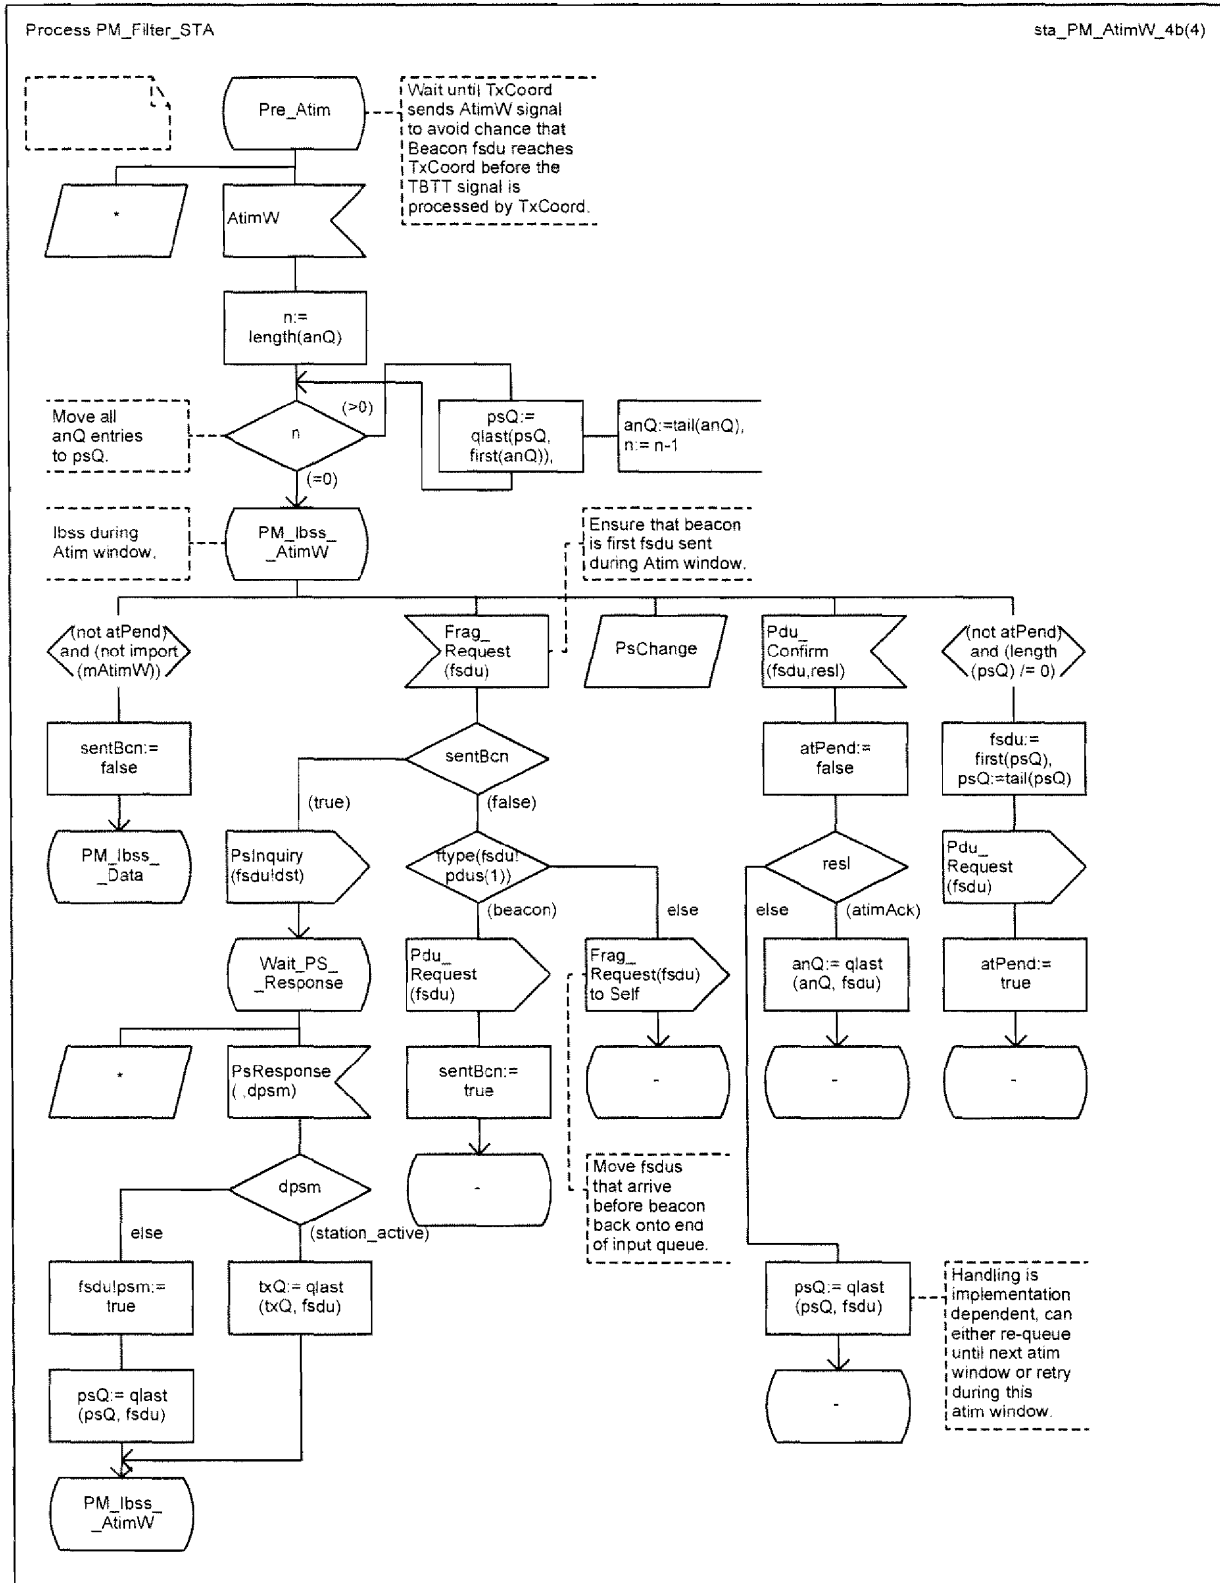 Process PM_Filter_STA
sta_PM_AtimW_4b(4)
Pre_Atim
Wait until TxCoord
sends AtimW signal
to avoid chance that
Beacon fsdu reaches
TxCoord before the
TBTT signal is
processed by TxCoord.
*
AtimW
n:=
length(anQ)
Move all
anQ entries
to psQ.
n
(>0)
(=0)
psQ:=
qlast(psQ,
first(anQ)),
anQ:=tail(anQ),
n:= n-1
Ibss during
Atim window.
PM_Ibss_
_AtimW
Ensure that beacon
is first fsdu sent
during Atim window.
(not atPend)
and (not import
(mAtimW))
Frag_
Request
(fsdu)
PsChange
Pdu_
Confirm
(fsdu,resl)
(not atPend)
and (length
(psQ) /= 0)
sentBcn:=
false
sentBcn
(true)
(false)
atPend:=
false
fsdu:=
first(psQ),
psQ:=tail(psQ)
PM_Ibss_
_Data
PsInquiry
(fsdu!dst)
ftype(fsdu!
pdus(1))
(beacon)
else
resl
else
(atimAck)
Pdu_
Request
(fsdu)
Wait_PS_
_Response
Pdu_
Request
(fsdu)
Frag_
Request(fsdu)
to Self
anQ:= qlast
(anQ, fsdu)
atPend:=
true
*
PsResponse
( ,dpsm)
sentBcn:=
true
-
-
-
dpsm
else
(station_active)
-
Move fsdus
that arrive
before beacon
back onto end
of input queue.
fsdu!psm:=
true
txQ:= qlast
(txQ, fsdu)
psQ:= qlast
(psQ, fsdu)
Handling is
implementation
dependent, can
either re-queue
until next atim
window or retry
during this
atim window.
psQ:= qlast
(psQ, fsdu)
-
PM_Ibss_
_AtimW